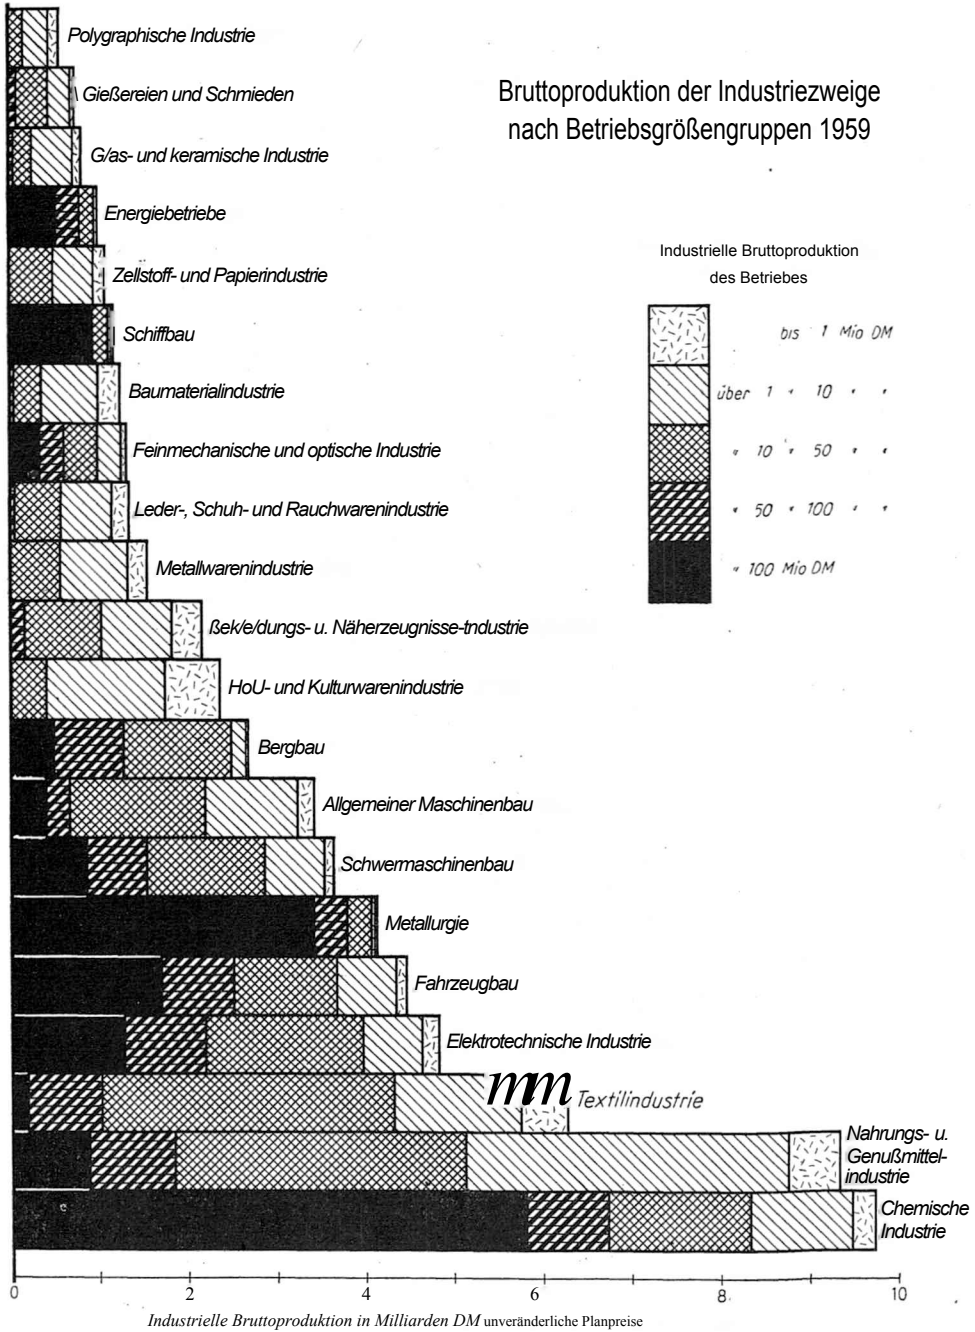 Polygraphische Industrie
Gießereien und Schmieden
G/as- und keramische Industrie
Energiebetriebe
Zellstoff- und Papierindustrie
Schiffbau
Baumaterialindustrie
Feinmechanische und optische Industrie
Leder-, Schuh- und Rauchwarenindustrie
Metallwarenindustrie
ßek/e/dungs- u. Näherzeugnisse-tndustrie
HoU- und Kulturwarenindustrie
Bergbau
Allgemeiner Maschinenbau
Schwermaschinenbau
Metallurgie
Fahrzeugbau
Elektrotechnische Industrie
mm Textilindustrie
Nahrungs- u.
Genußmittel-
industrie
Chemische
Industrie
Bruttoproduktion der Industriezweige
nach Betriebsgrößengruppen 1959
Industrielle Bruttoproduktion
des Betriebes
bis 1 Mio DM
über 1 " 10 " "
" 10 " 50 " "
" 50 " 100 " "
" 100 Mio DM
0 2 4 6 8 10
Industrielle Bruttoproduktion in Milliarden DM unveränderliche Planpreise